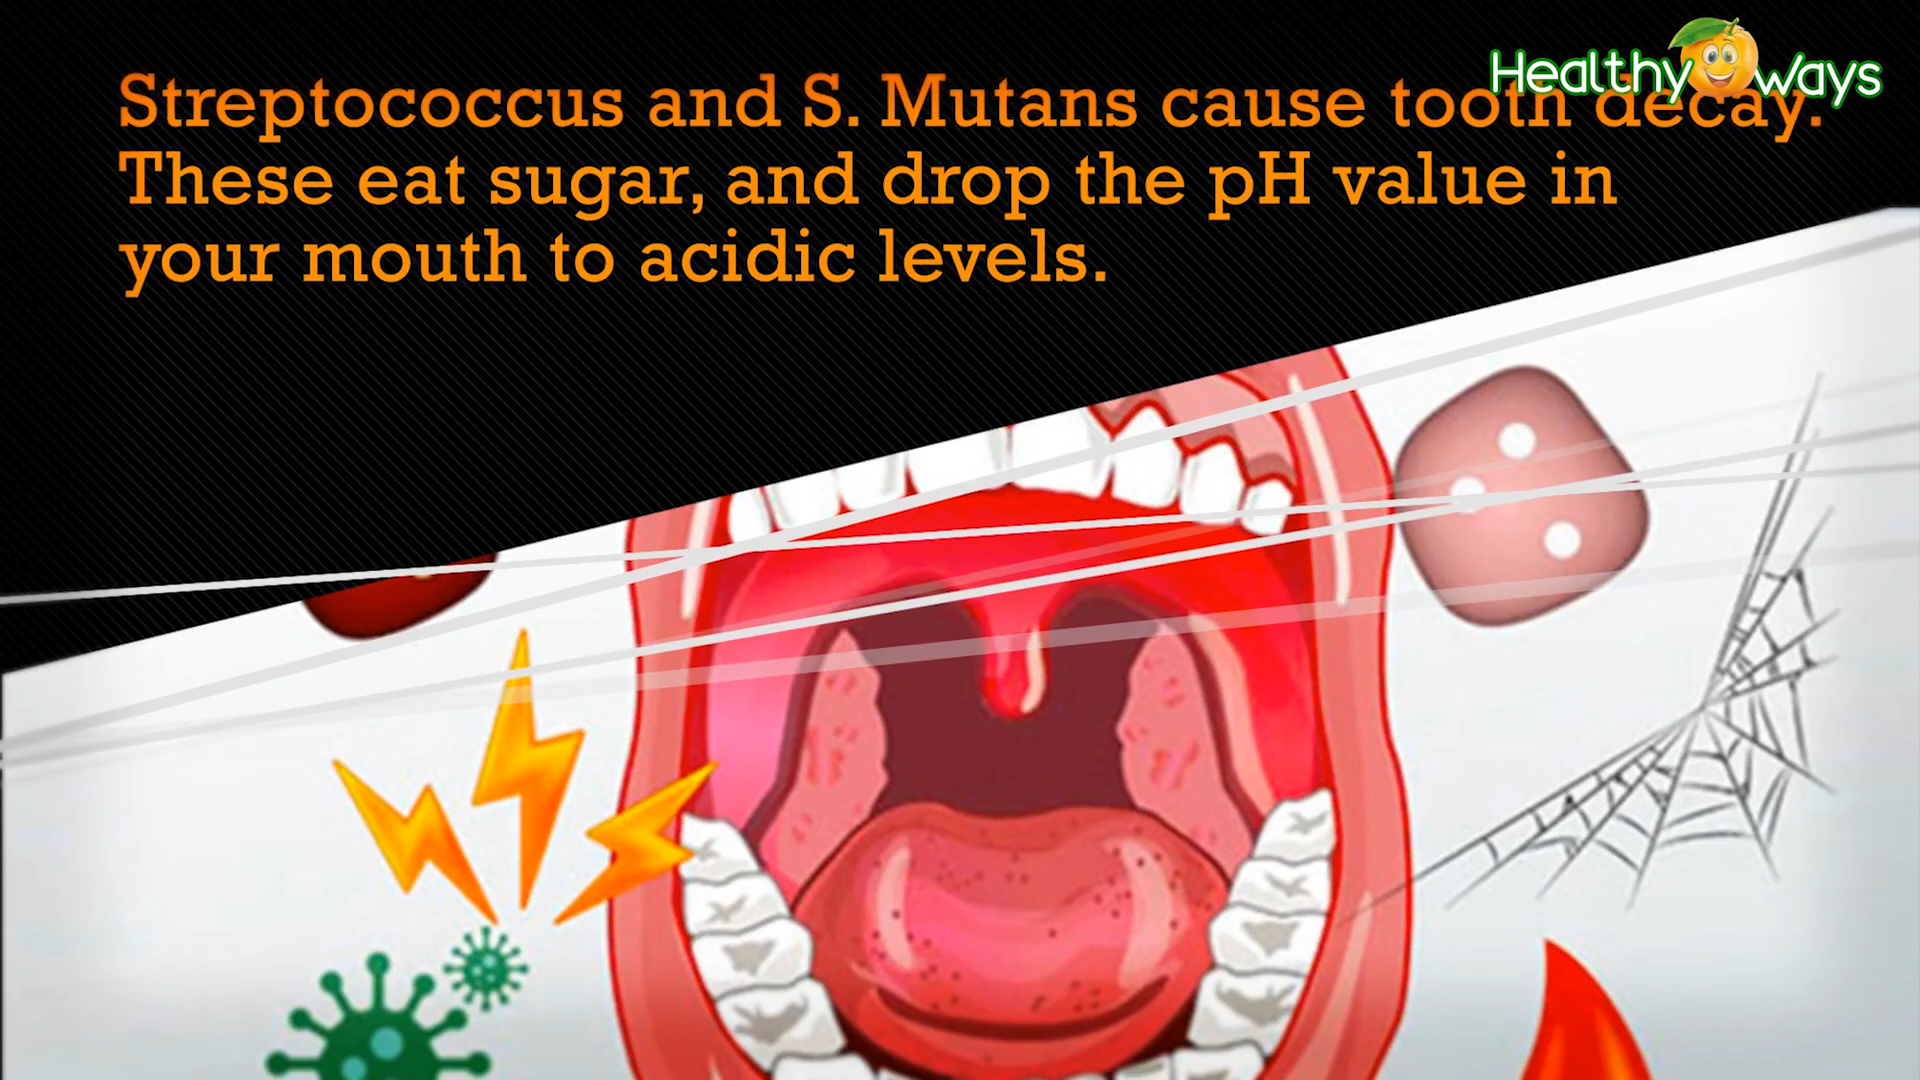 Healthy Ways
Streptococcus and S. Mutans cause tooth decay.
These eat sugar, and drop the pH value in
your mouth to acidic levels.